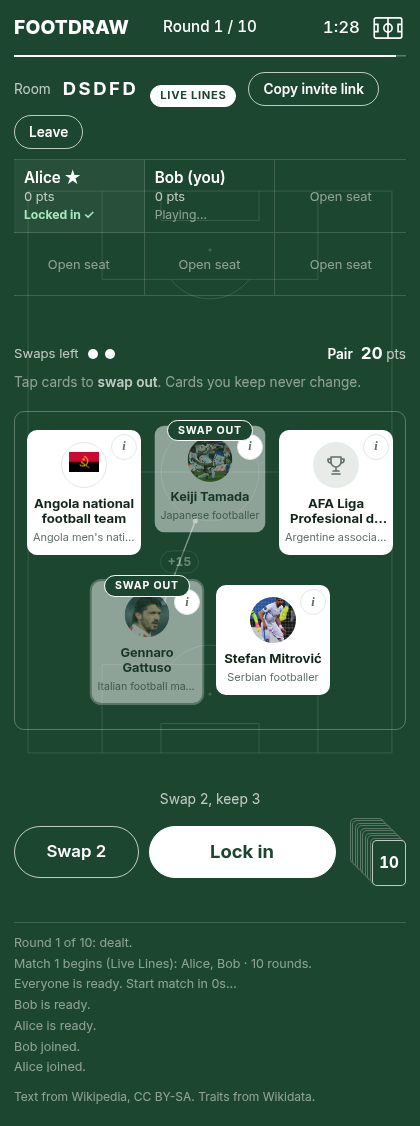 FOOTDRAW
Round 1 / 10
1:28
Room DSDFD LIVE LINES Copy invite link
Leave
Alice ★
0 pts
Locked in ✓
Bob (you)
0 pts
Playing...
Open seat
Open seat
Open seat
Open seat
Swaps left
Pair 20 pts
Tap cards to swap out. Cards you keep never change.
i
Angola national
football team
Angola men's nati...
SWAP OUT
i
Keiji Tamada
Japanese footballer
i
AFA Liga
Profesional d...
Argentine associa...
+15
SWAP OUT
i
Gennaro
Gattuso
Italian football ma...
i
Stefan Mitrović
Serbian footballer
Swap 2, keep 3
Swap 2
Lock in
10
Round 1 of 10: dealt.
Match 1 begins (Live Lines): Alice, Bob · 10 rounds.
Everyone is ready. Start match in 0s...
Bob is ready.
Alice is ready.
Bob joined.
Alice joined.
Text from Wikipedia, CC BY-SA. Traits from Wikidata.